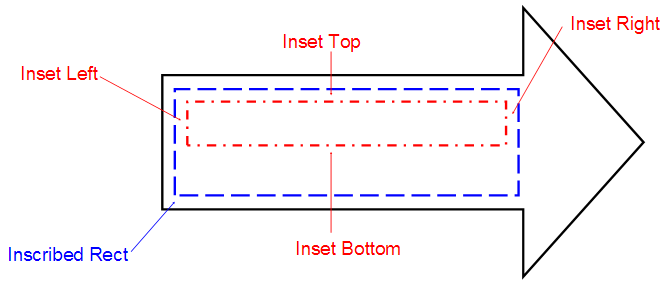 Inset Right
Inset Top
Inset Left
Inset Bottom
Inscribed Rect